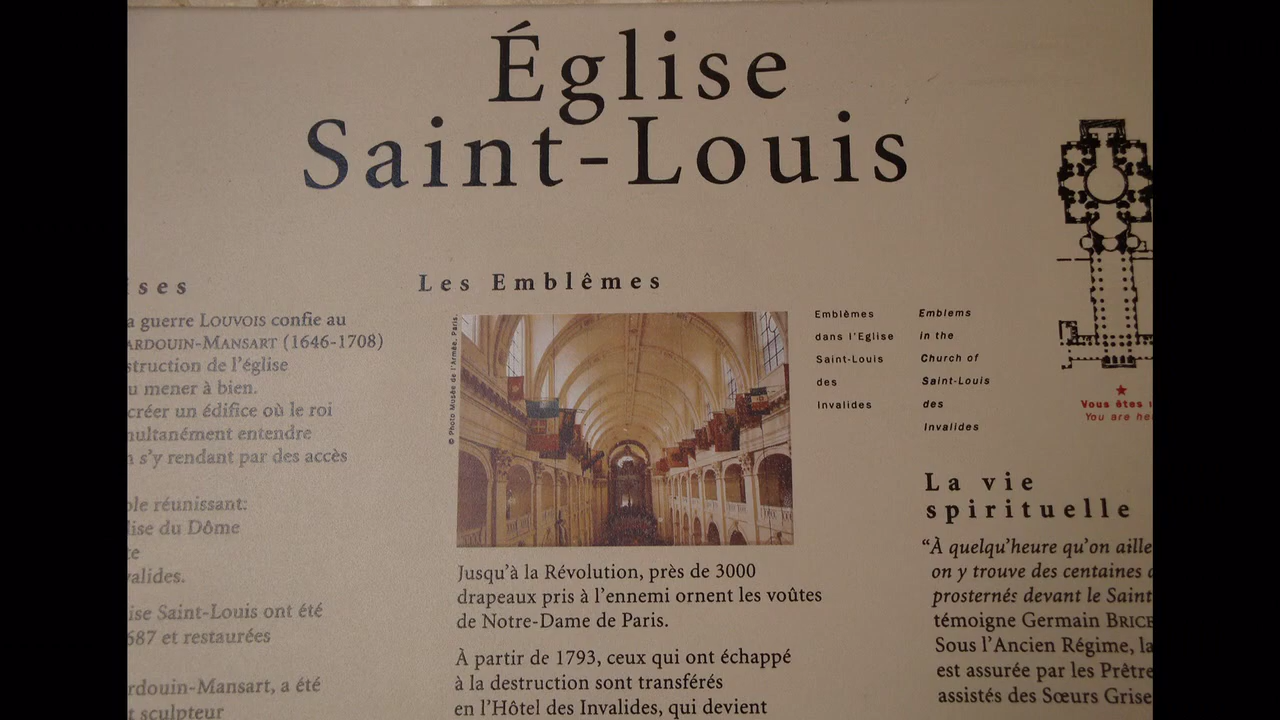 Église
Saint-Louis
ses
a guerre LOUVOIS confie au
ARDOUIN-MANSART (1646-1708)
struction de l'église
u mener à bien.
créer un édifice où le roi
ultanément entendre
s'y rendant par des accès
ole réunissant:
lise du Dôme
te
valides.
ise Saint-Louis ont été
687 et restaurées
rdouin-Mansart, a été
t sculpteur
Les Emblêmes
© Photo Musée de l'Armée, Paris.
Emblèmes
dans l'Eglise
Saint-Louis
des
Invalides
Emblems
in the
Church of
Saint-Louis
des
Invalides
Jusqu'à la Révolution, près de 3000
drapeaux pris à l'ennemi ornent les voûtes
de Notre-Dame de Paris.
À partir de 1793, ceux qui ont échappé
à la destruction sont transférés
en l'Hôtel des Invalides, qui devient
Vous êtes
You are he
La vie
spirituelle
“À quelqu'heure qu'on aille
on y trouve des centaines
prosternés devant le Saint
témoigne Germain BRICE
Sous l'Ancien Régime, la
est assurée par les Prêtre
assistés des Sœurs Grise